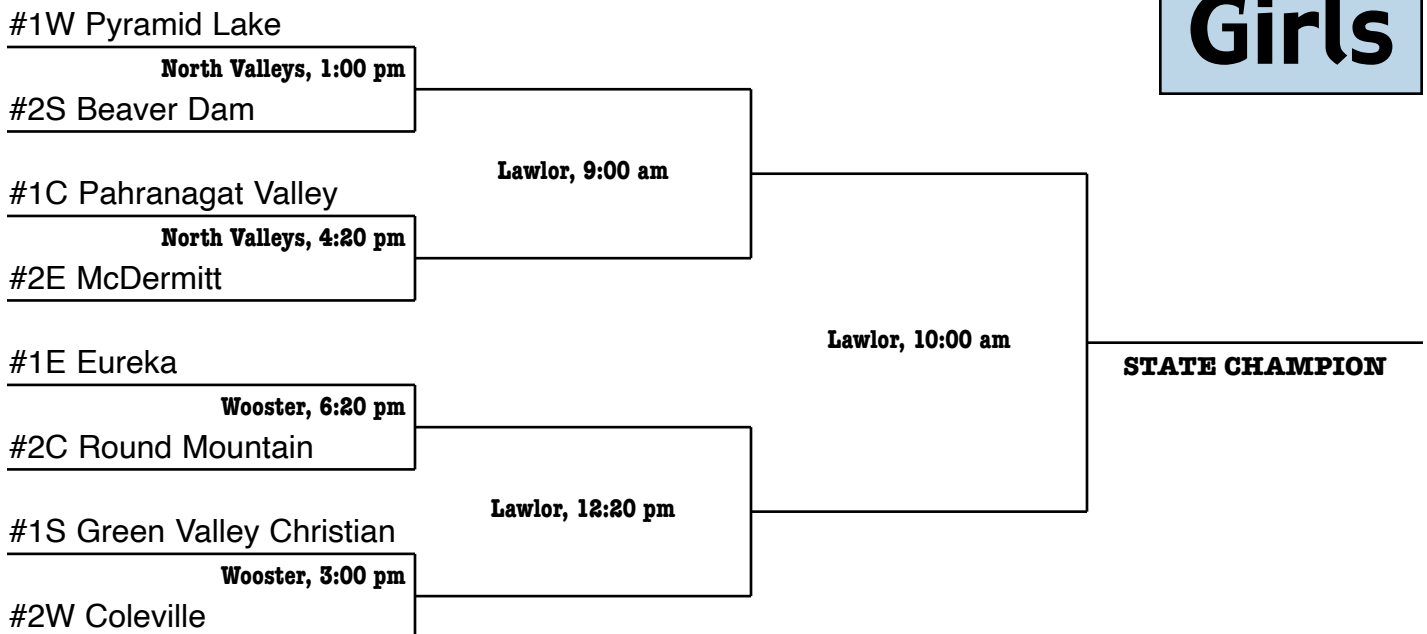 Girls
#1W Pyramid Lake
North Valleys, 1:00 pm
#2S Beaver Dam
Lawlor, 9:00 am
#1C Pahranagat Valley
North Valleys, 4:20 pm
#2E McDermitt
Lawlor, 10:00 am
STATE CHAMPION
#1E Eureka
Wooster, 6:20 pm
#2C Round Mountain
Lawlor, 12:20 pm
#1S Green Valley Christian
Wooster, 3:00 pm
#2W Coleville